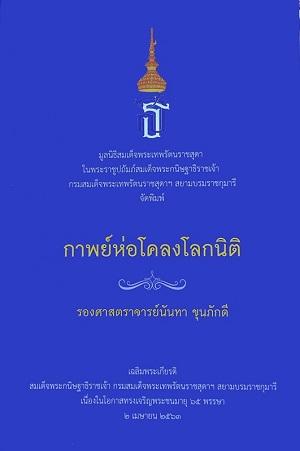 ธ
มูลนิธิสมเด็จพระเทพรัตนราชสุดา
ในพระราชูปถัมภ์สมเด็จพระกนิษฐาธิราชเจ้า
กรมสมเด็จพระเทพรัตนราชสุดาฯ สยามบรมราชกุมารี
จัดพิมพ์
กาพย์ห่อโคลงโลกนิติ
รองศาสตราจารย์นันทา ขุนภักดี
เฉลิมพระเกียรติ
สมเด็จพระกนิษฐาธิราชเจ้า กรมสมเด็จพระเทพรัตนราชสุดาฯ สยามบรมราชกุมารี
เนื่องในโอกาสทรงเจริญพระชนมายุ ๖๕ พรรษา
๒ เมษายน ๒๕๖๓